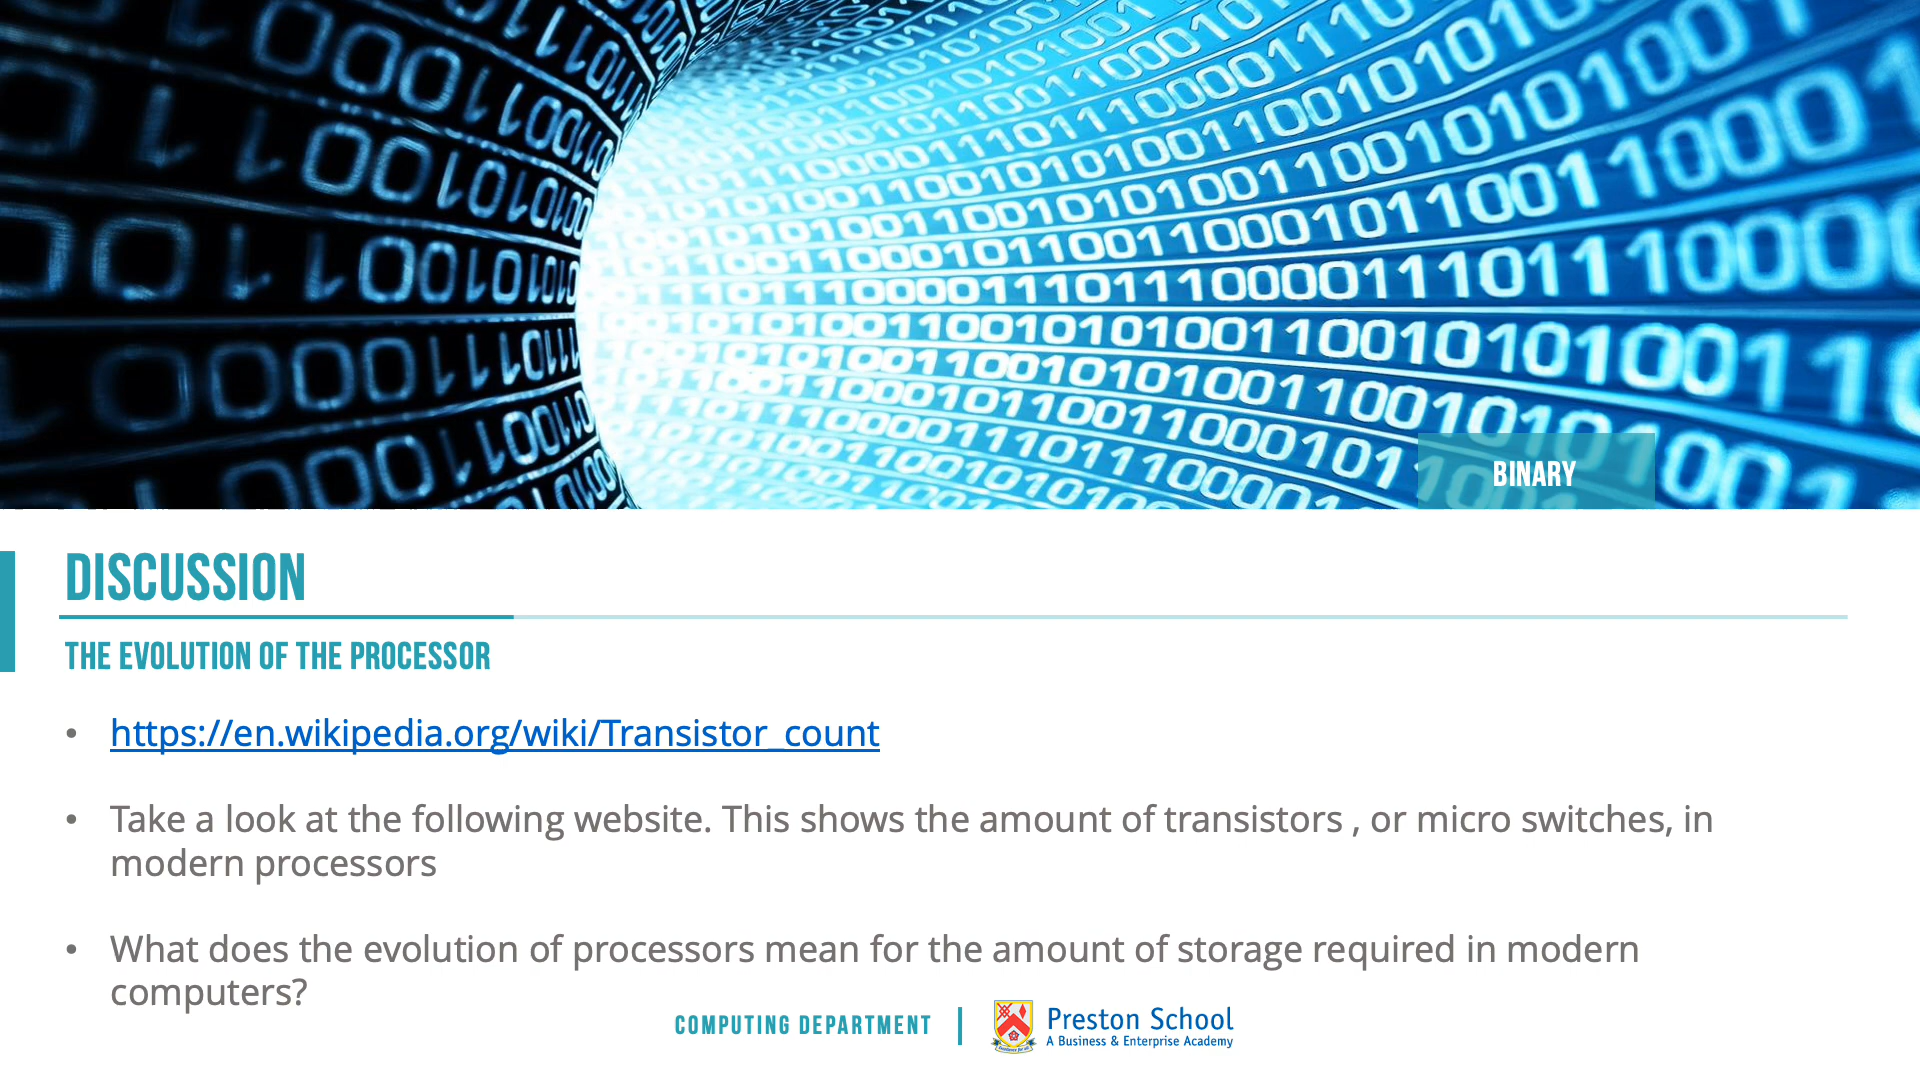 BINARY
DISCUSSION
THE EVOLUTION OF THE PROCESSOR
• https://en.wikipedia.org/wiki/Transistor_count
• Take a look at the following website. This shows the amount of transistors , or micro switches, in
modern processors
• What does the evolution of processors mean for the amount of storage required in modern
computers?
COMPUTING DEPARTMENT
Preston School
A Business & Enterprise Academy